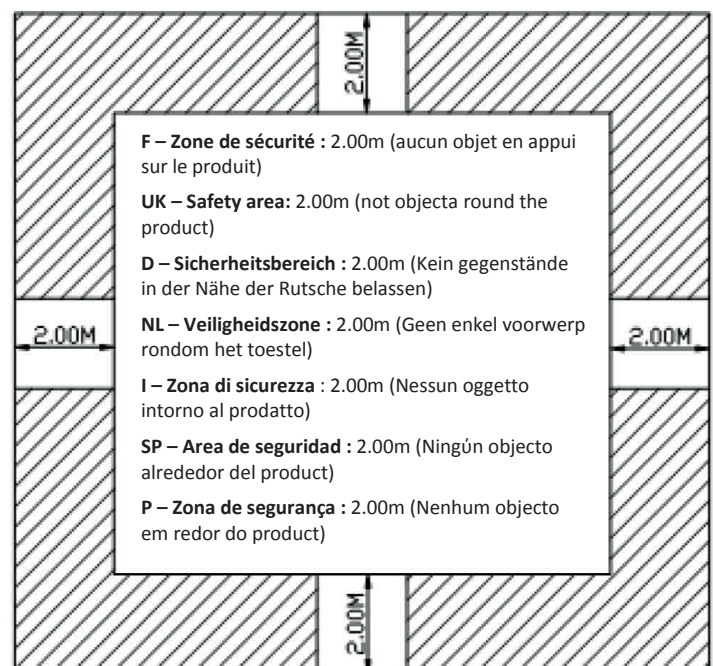 2.00M
F – Zone de sécurité : 2.00m (aucun objet en appui
sur le produit)
UK – Safety area: 2.00m (not objecta round the
product)
D – Sicherheitsbereich : 2.00m (Kein gegenstände
in der Nähe der Rutsche belassen)
NL – Veiligheidszone : 2.00m (Geen enkel voorwerp
rondom het toestel)
I – Zona di sicurezza : 2.00m (Nessun oggetto
intorno al prodatto)
SP – Area de seguridad : 2.00m (Ningún objecto
alrededor del product)
P – Zona de segurança : 2.00m (Nenhum objecto
em redor do product)
2.00M
2.00M
2.00M